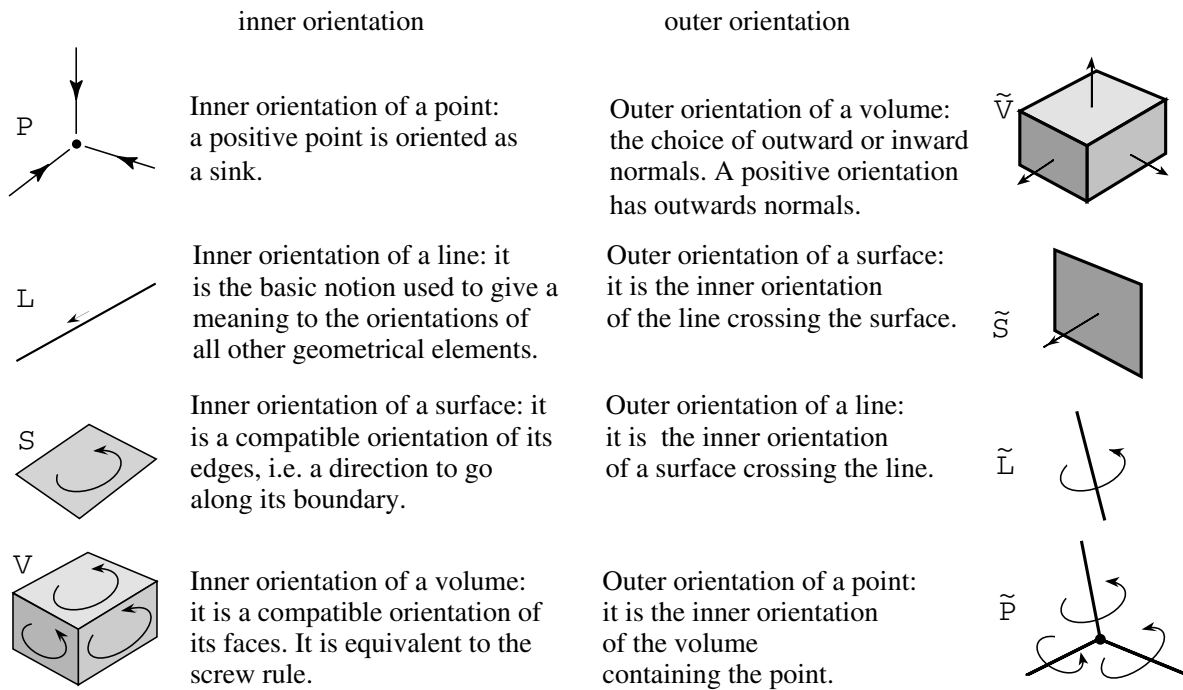 inner orientation
outer orientation
P
Inner orientation of a point:
a positive point is oriented as
a sink.
Outer orientation of a volume:
the choice of outward or inward
normals. A positive orientation
has outwards normals.
Ṽ
L
Inner orientation of a line: it
is the basic notion used to give a
meaning to the orientations of
all other geometrical elements.
Outer orientation of a surface:
it is the inner orientation
of the line crossing the surface.
S̃
S
Inner orientation of a surface: it
is a compatible orientation of its
edges, i.e. a direction to go
along its boundary.
Outer orientation of a line:
it is the inner orientation
of a surface crossing the line.
L̃
V
Inner orientation of a volume:
it is a compatible orientation of
its faces. It is equivalent to the
screw rule.
Outer orientation of a point:
it is the inner orientation
of the volume
containing the point.
P̃